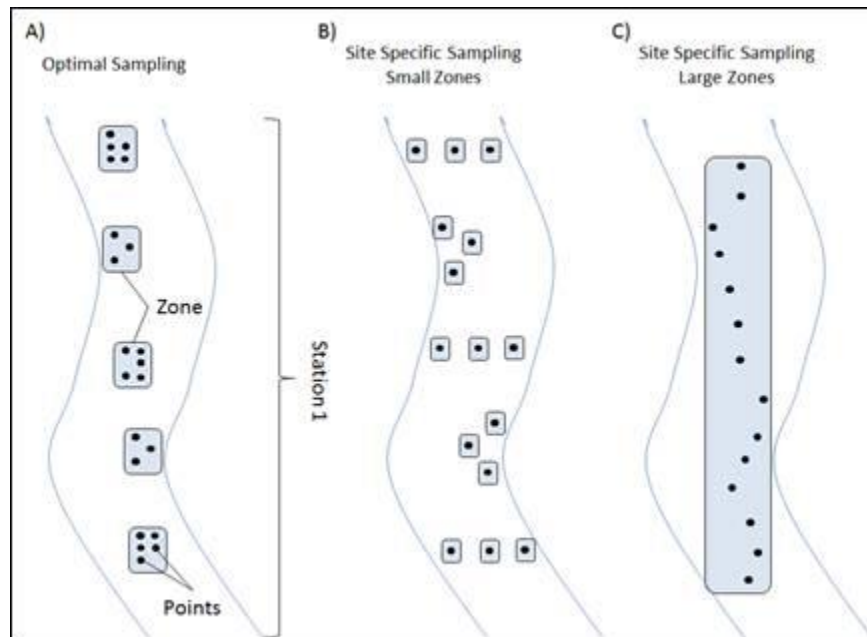 A)
Optimal Sampling
B)
Site Specific Sampling
Small Zones
C)
Site Specific Sampling
Large Zones
Zone
Station 1
Points